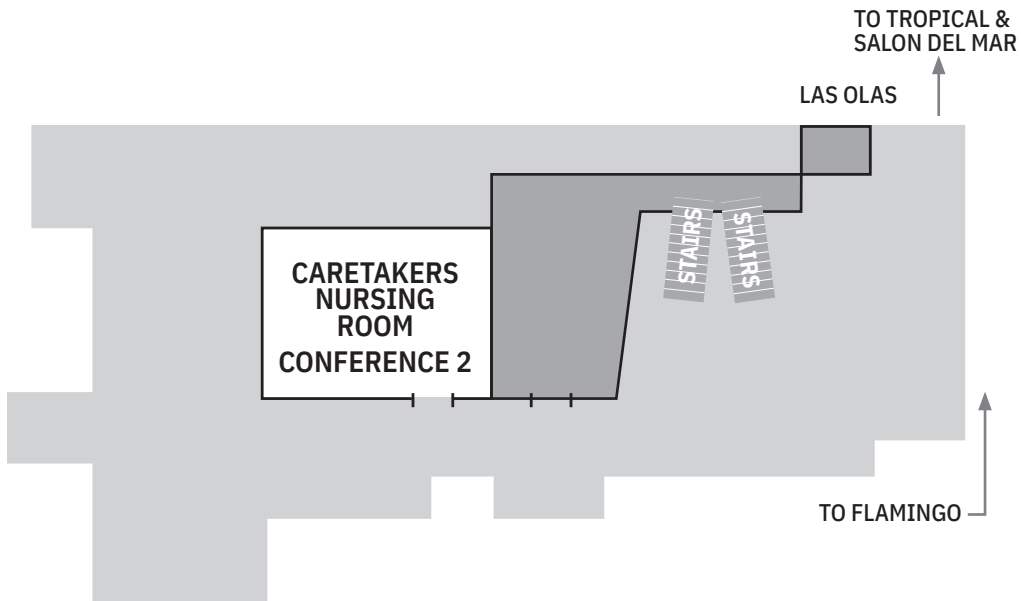 TO TROPICAL &
SALON DEL MAR
LAS OLAS
STAIRS
STAIRS
CARETAKERS
NURSING
ROOM
CONFERENCE 2
TO FLAMINGO